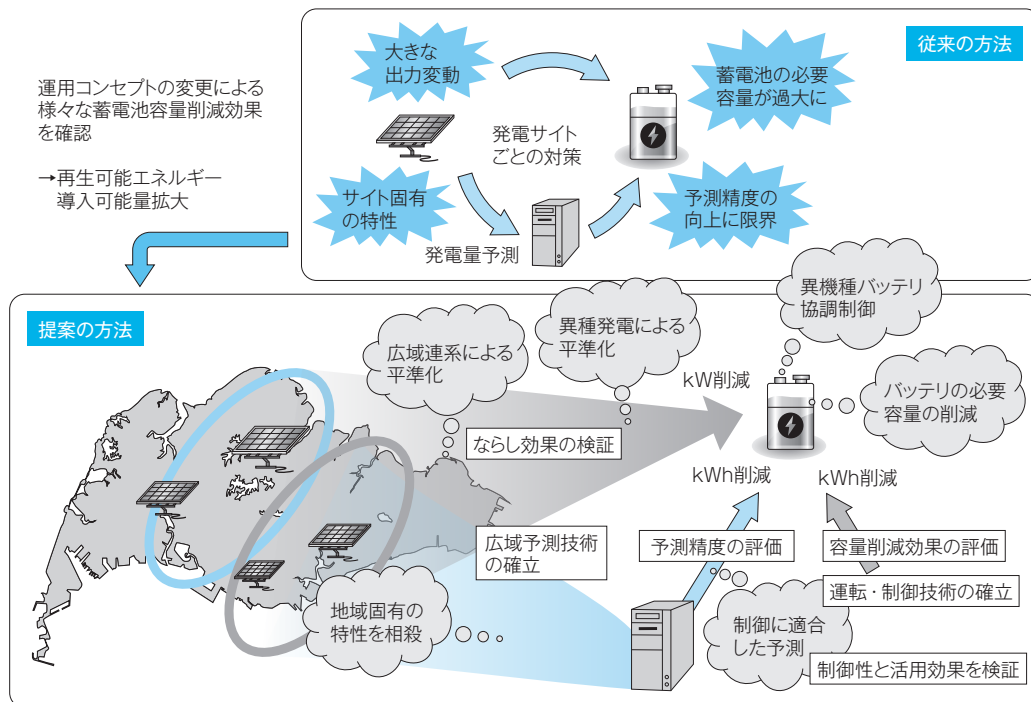 従来の方法
大きな
出力変動
蓄電池の必要
容量が過大に
発電サイト
ごとの対策
サイト固有
の特性
予測精度の
向上に限界
発電量予測
運用コンセプトの変更による
様々な蓄電池容量削減効果
を確認
→再生可能エネルギー
導入可能量拡大
提案の方法
広域連系による
平準化
異種発電による
平準化
異機種バッテリ
協調制御
kW削減
バッテリの必要
容量の削減
ならし効果の検証
kWh削減
kWh削減
広域予測技術
の確立
予測精度の評価
容量削減効果の評価
運転・制御技術の確立
地域固有の
特性を相殺
制御に適合
した予測
制御性と活用効果を検証